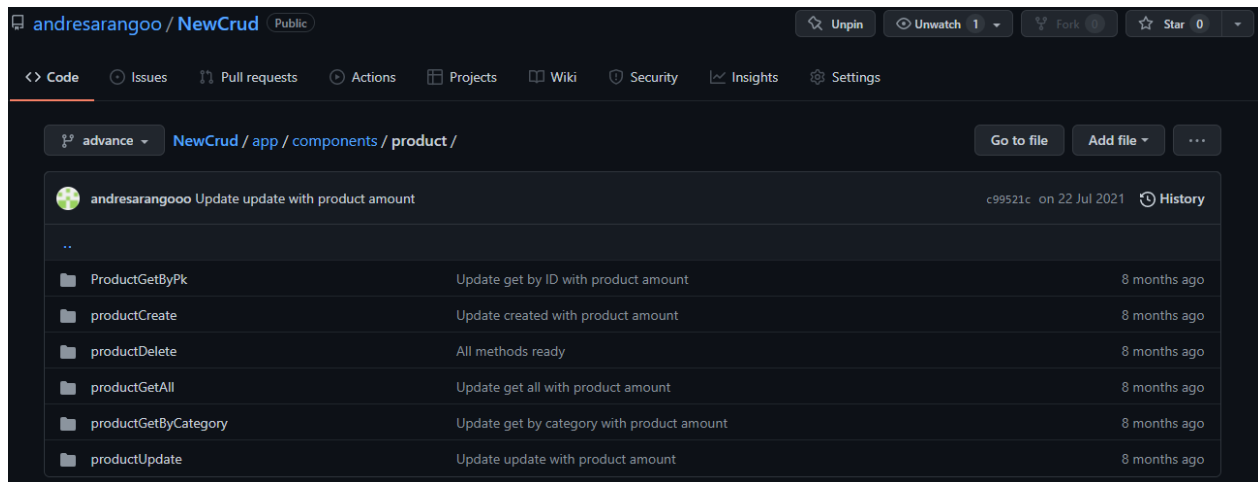 andresarangoo / NewCrud Public Unpin Unwatch 1 Fork 0 Star 0
Code Issues Pull requests Actions Projects Wiki Security Insights Settings
advance NewCrud / app / components / product / Go to file Add file ...
andresarangooo Update update with product amount c99521c on 22 Jul 2021 History
..
ProductGetByPk Update get by ID with product amount 8 months ago
productCreate Update created with product amount 8 months ago
productDelete All methods ready 8 months ago
productGetAll Update get all with product amount 8 months ago
productGetByCategory Update get by category with product amount 8 months ago
productUpdate Update update with product amount 8 months ago